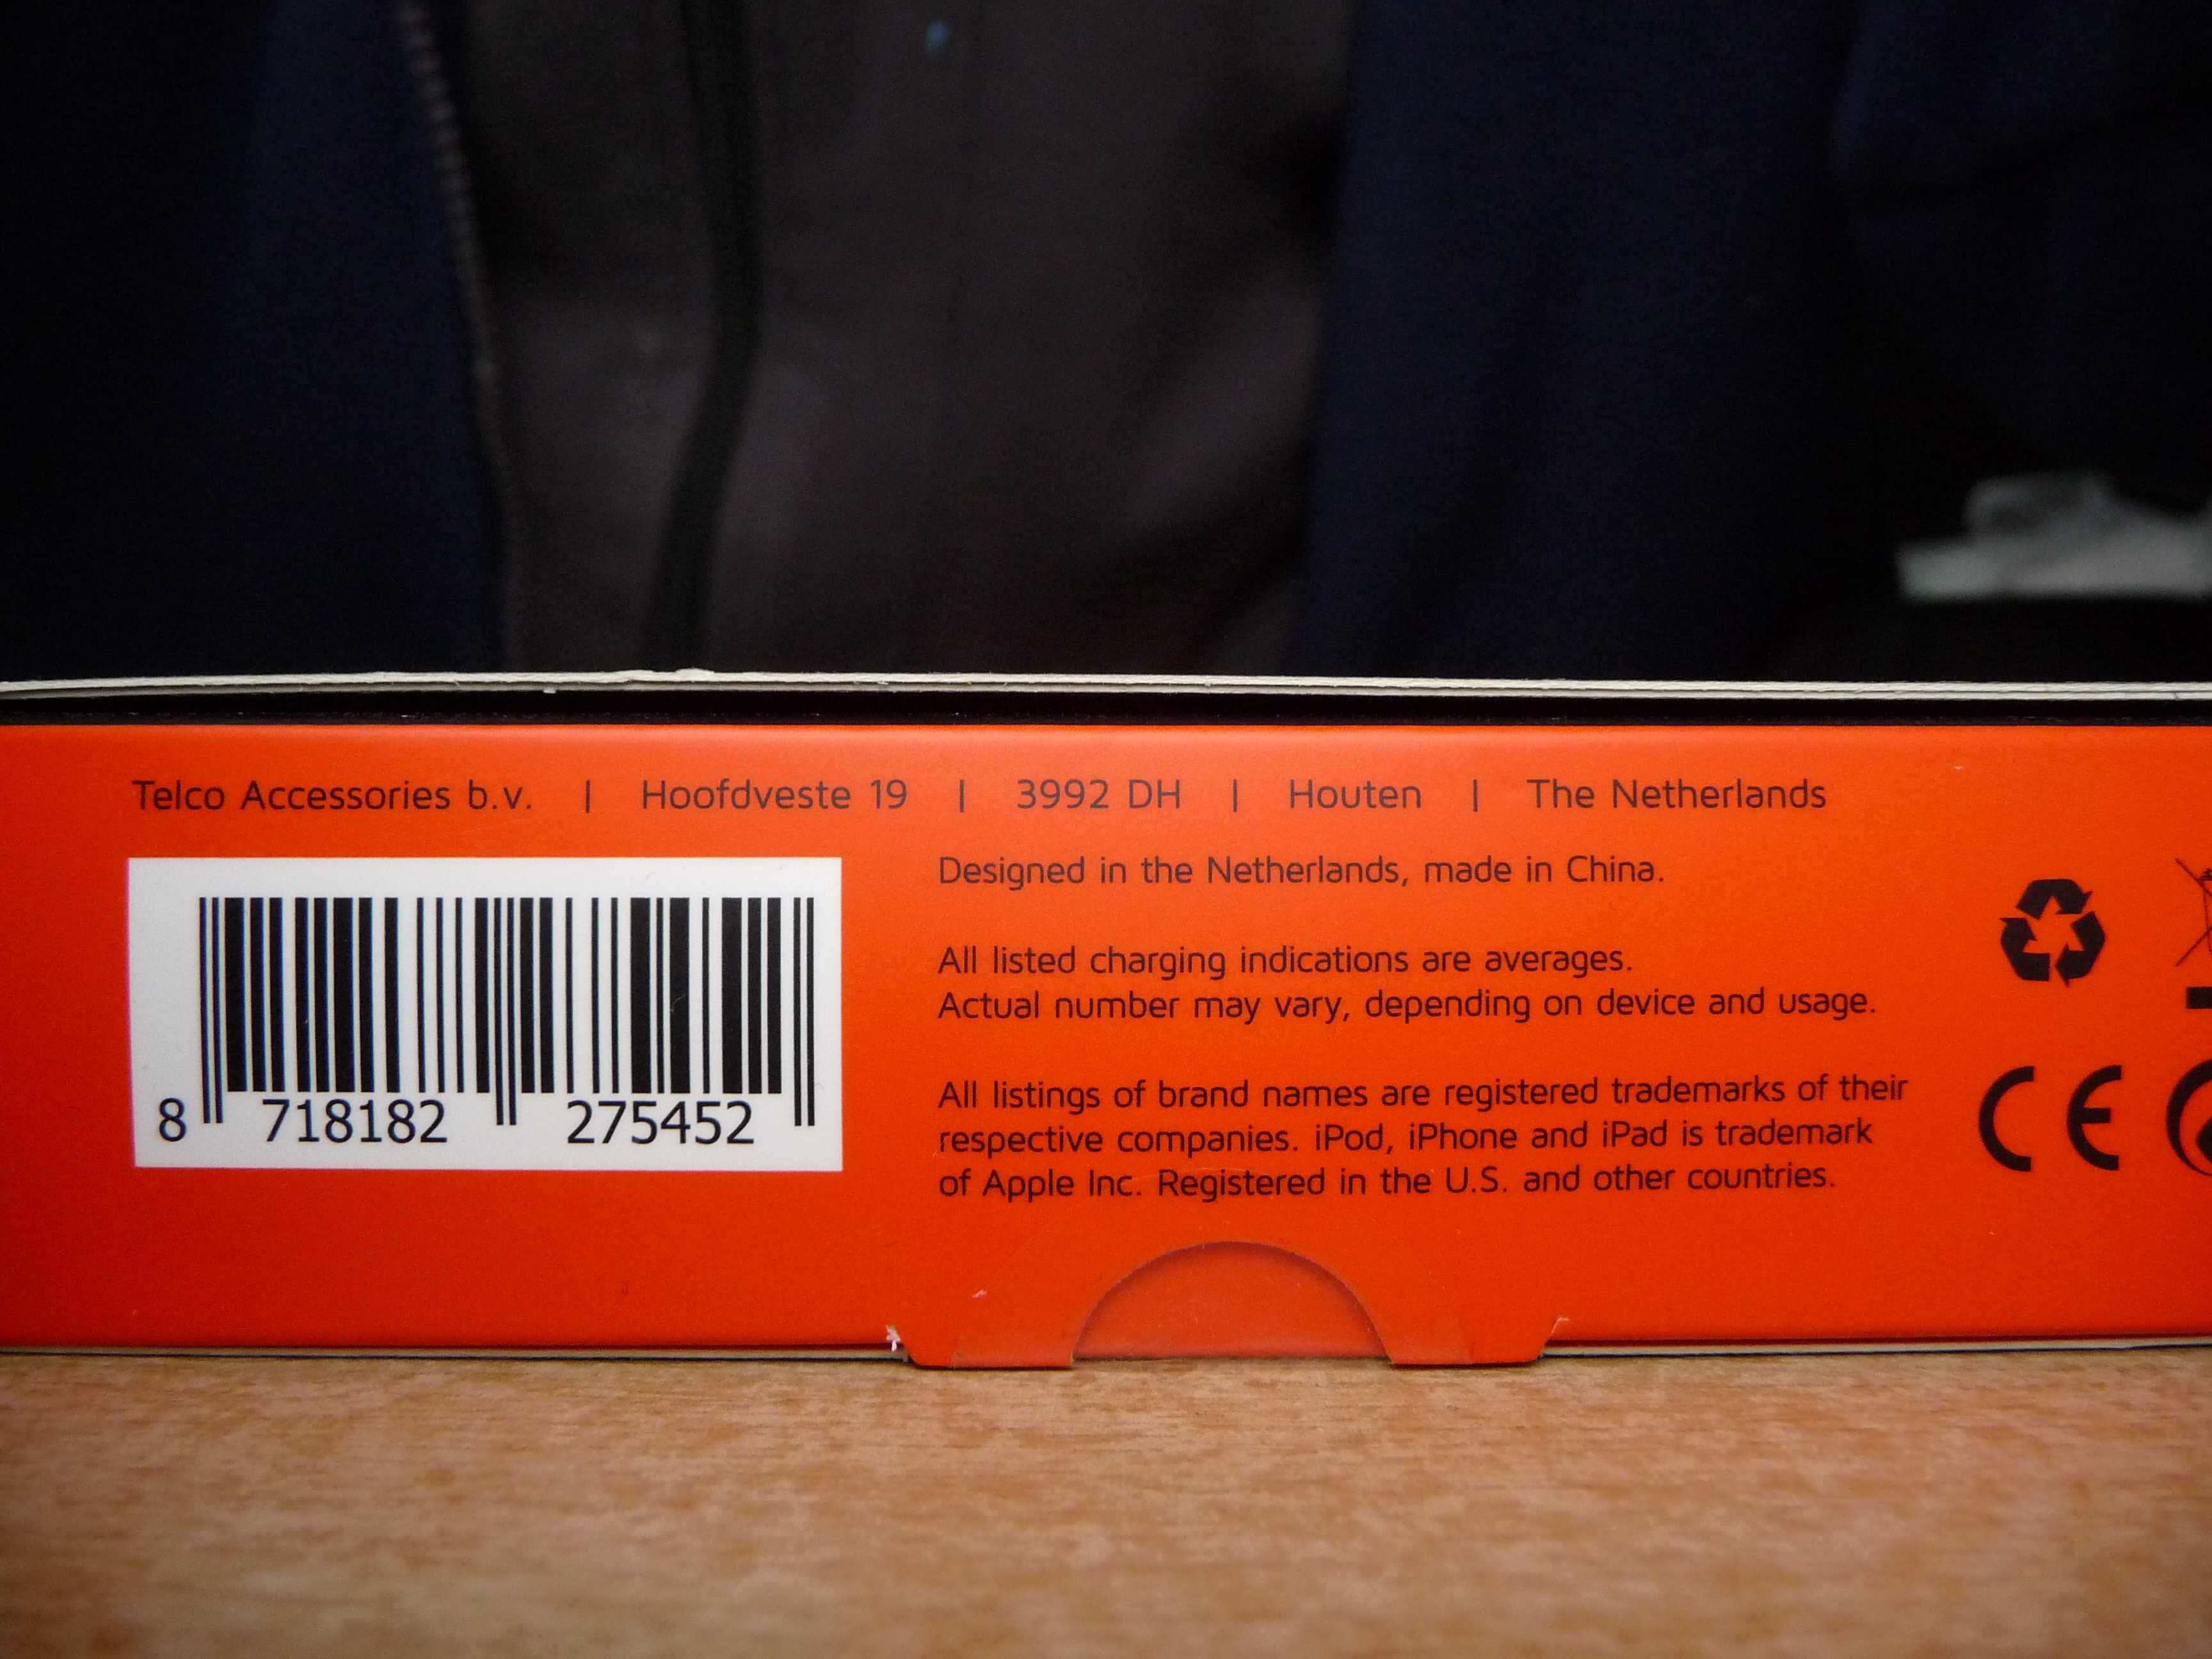 Telco Accessories b.v. | Hoofdveste 19 | 3992 DH | Houten | The Netherlands
Designed in the Netherlands, made in China.
All listed charging indications are averages.
Actual number may vary, depending on device and usage.
All listings of brand names are registered trademarks of their
respective companies. iPod, iPhone and iPad is trademark
of Apple Inc. Registered in the U.S. and other countries.
8 718182 275452
CE